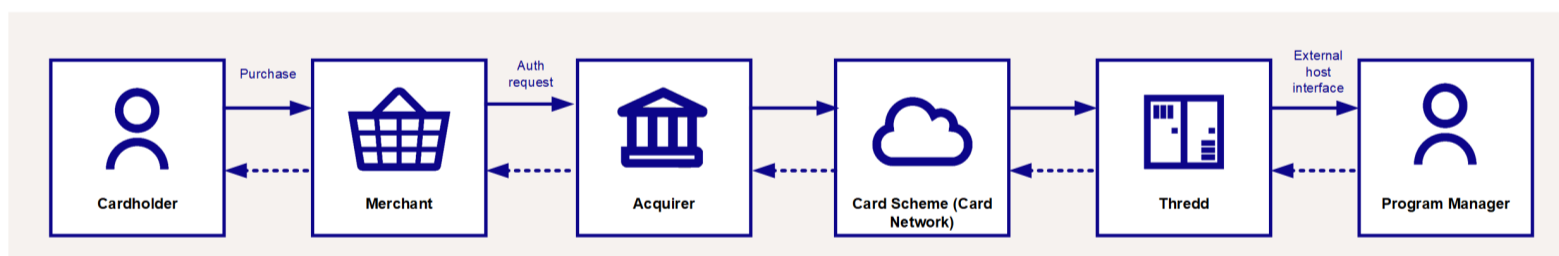 Purchase
Auth
request
External
host
interface
Cardholder
Merchant
Acquirer
Card Scheme (Card
Network)
Thredd
Program Manager